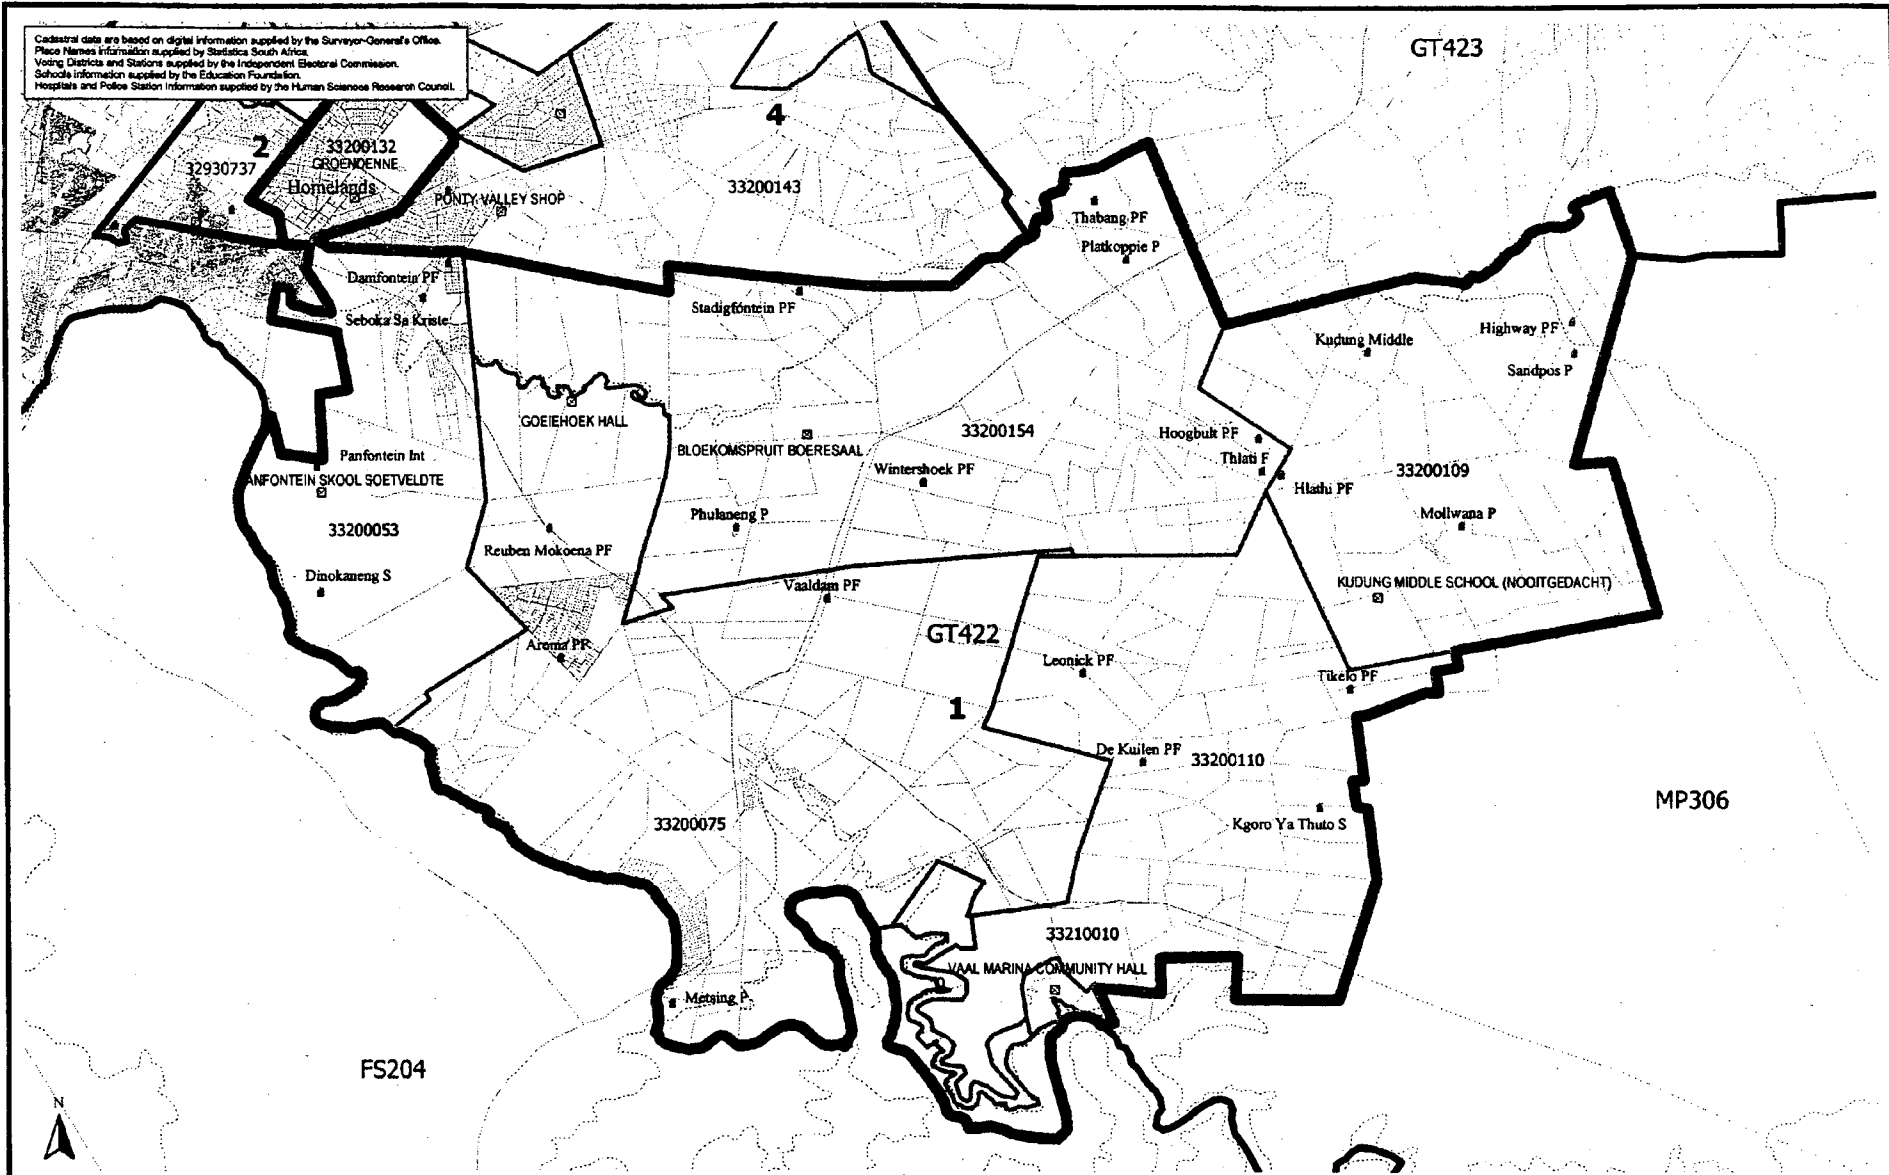 Cadastral data are based on digital information supplied by the Surveyor-General's Office.
Place Names information supplied by Statistics South Africa.
Voting Districts and Stations supplied by the Independent Electoral Commission.
Schools information supplied by the Education Foundation.
Hospitals and Police Station information supplied by the Human Sciences Research Council.
GT423
4
2
33200132
GROENDENNE
32930737
Homelands
33200143
PONTY VALLEY SHOP
Thabang PF
Platkoppie P
Damfontein PF
Stadigfontein PF
Seboka Sa Kriste
Highway PF
Kudung Middle
Sandpos P
GOEIEHOEK HALL
33200154
Hoogbult PF
BLOEKOMSPRUIT BOERESAAL
Panfontein Int
Thlati F
Wintershoek PF
33200109
ANFONTEIN SKOOL SOETVELDTE
Hlathi PF
Phulaneng P
Mollwana P
33200053
Reuben Mokoena PF
Dinokaneng S
Vaaldam PF
KUDUNG MIDDLE SCHOOL (NOOITGEDACHT)
GT422
Aroma PF
Leonick PF
Tikelo PF
1
De Kuilen PF
33200110
MP306
33200075
Kgoro Ya Thuto S
33210010
VAAL MARINA COMMUNITY HALL
Metsing P
FS204
N